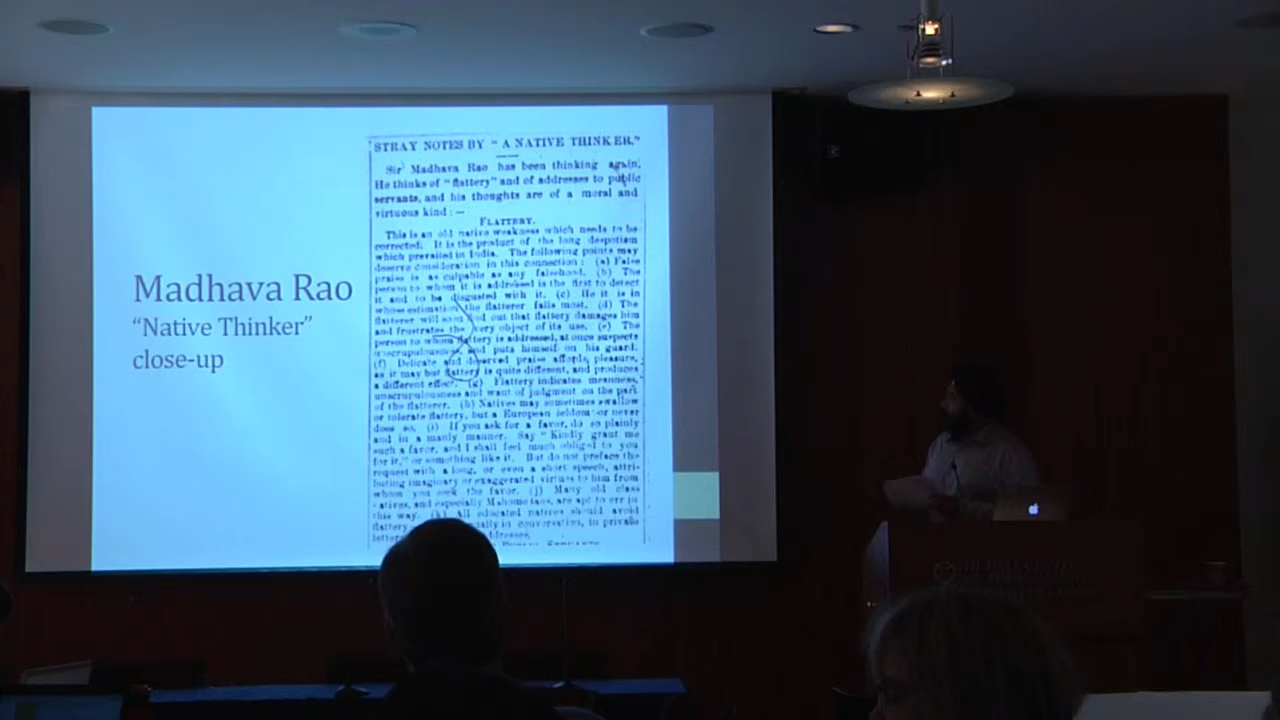 Madhava Rao
“Native Thinker”
close-up
STRAY NOTES BY “A NATIVE THINKER.”
Sir Madhava Rao has been thinking again.
He thinks of “flattery” and of addresses to public
servants, and his thoughts are of a moral and
virtuous kind:—
FLATTERY.
This is an old native weakness which needs to be
corrected. It is the product of the long despotism
which prevailed in India. The following points may
deserve consideration in this connection: (a) False
praise is as culpable as any falsehood. (b) The
person to whom it is addressed is the first to detect
it and to be disgusted with it. (c) He it is in
whose estimation the flatterer falls most. (d) The
flatterer will soon find out that flattery damages him
and frustrates the very object of its use. (e) The
person to whom flattery is addressed, at once suspects
unscrupulousness, and puts himself on his guard.
(f) Delicate and deserved praise affords pleasure,
as it may but flattery is quite different, and produces
a different effect. (g) Flattery indicates meanness,
unscrupulousness and want of judgment on the part
of the flatterer. (h) Natives may sometimes swallow
or tolerate flattery, but a European seldom or never
does so. (i) If you ask for a favor, do so plainly
and in a manly manner. Say “Kindly grant me
such a favor, and I shall feel much obliged to you
for it,” or something like it. But do not preface the
request with a long, or even a short speech, attri-
buting imaginary or exaggerated virtues to him from
whom you seek the favor. (j) Many old class
natives, and especially Mahometans, are apt to err in
this way. (k) All educated natives should avoid
flattery in conversation, in private
letters addresses.
SERVANTS